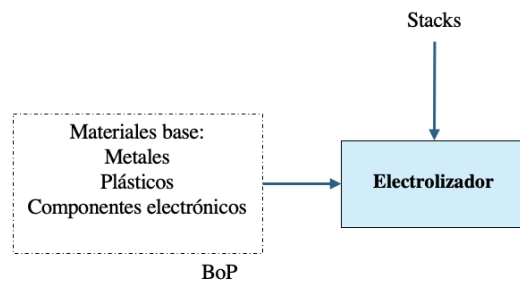 Stacks
Materiales base:
Metales
Plásticos
Componentes electrónicos
Electrolizador
BoP